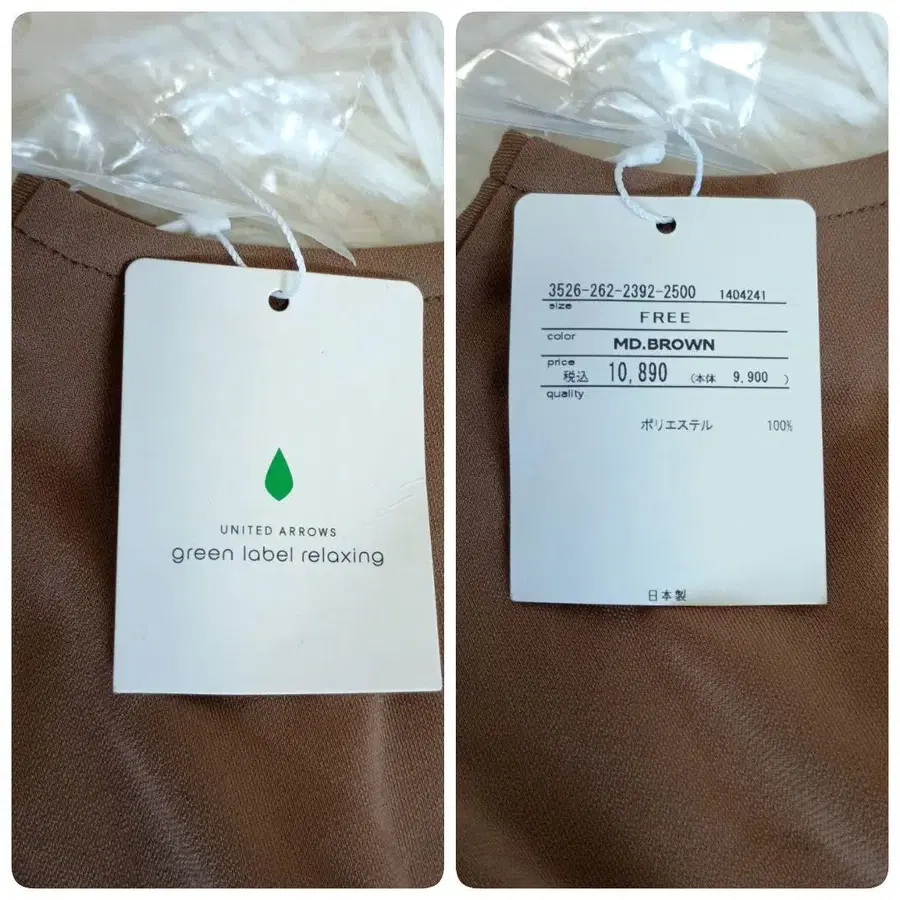 UNITED ARROWS
green label relaxing
3526-262-2392-2500 1404241
size
FREE
color
MD.BROWN
price
税込 10,890 (本体 9,900 )
quality
ポリエステル 100%
日本製